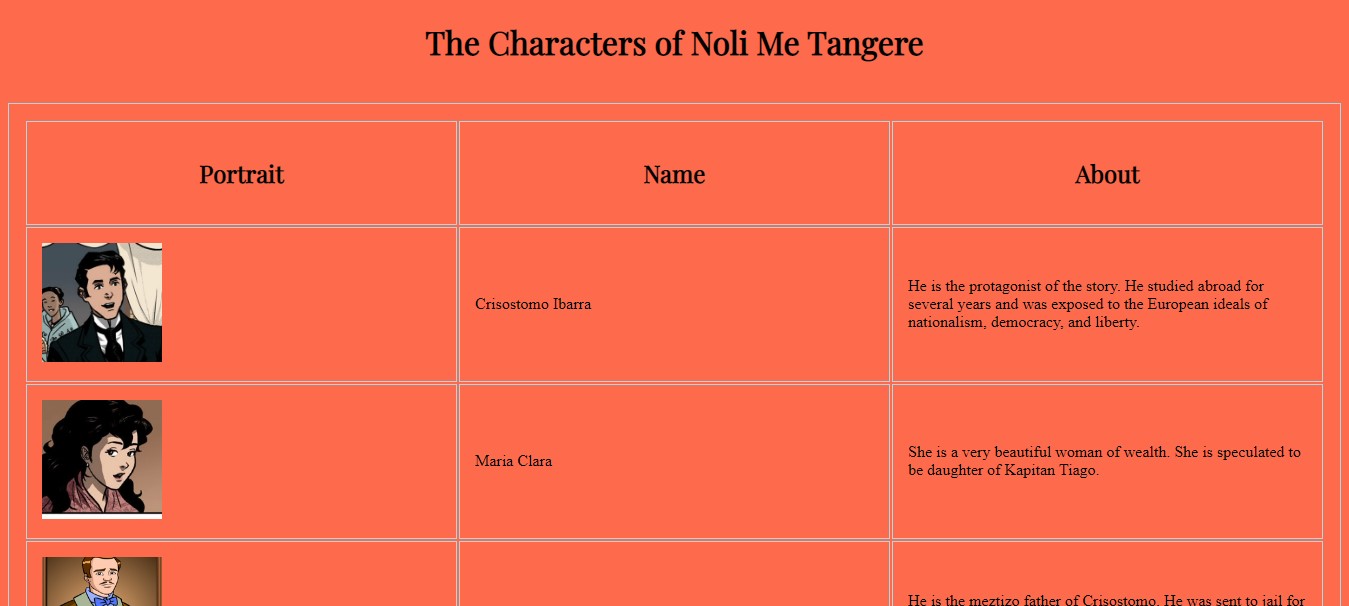 The Characters of Noli Me Tangere
Portrait
Name
About
Crisostomo Ibarra
He is the protagonist of the story. He studied abroad for
several years and was exposed to the European ideals of
nationalism, democracy, and liberty.
Maria Clara
She is a very beautiful woman of wealth. She is speculated to
be daughter of Kapitan Tiago.
He is the meztizo father of Crisostomo. He was sent to jail for